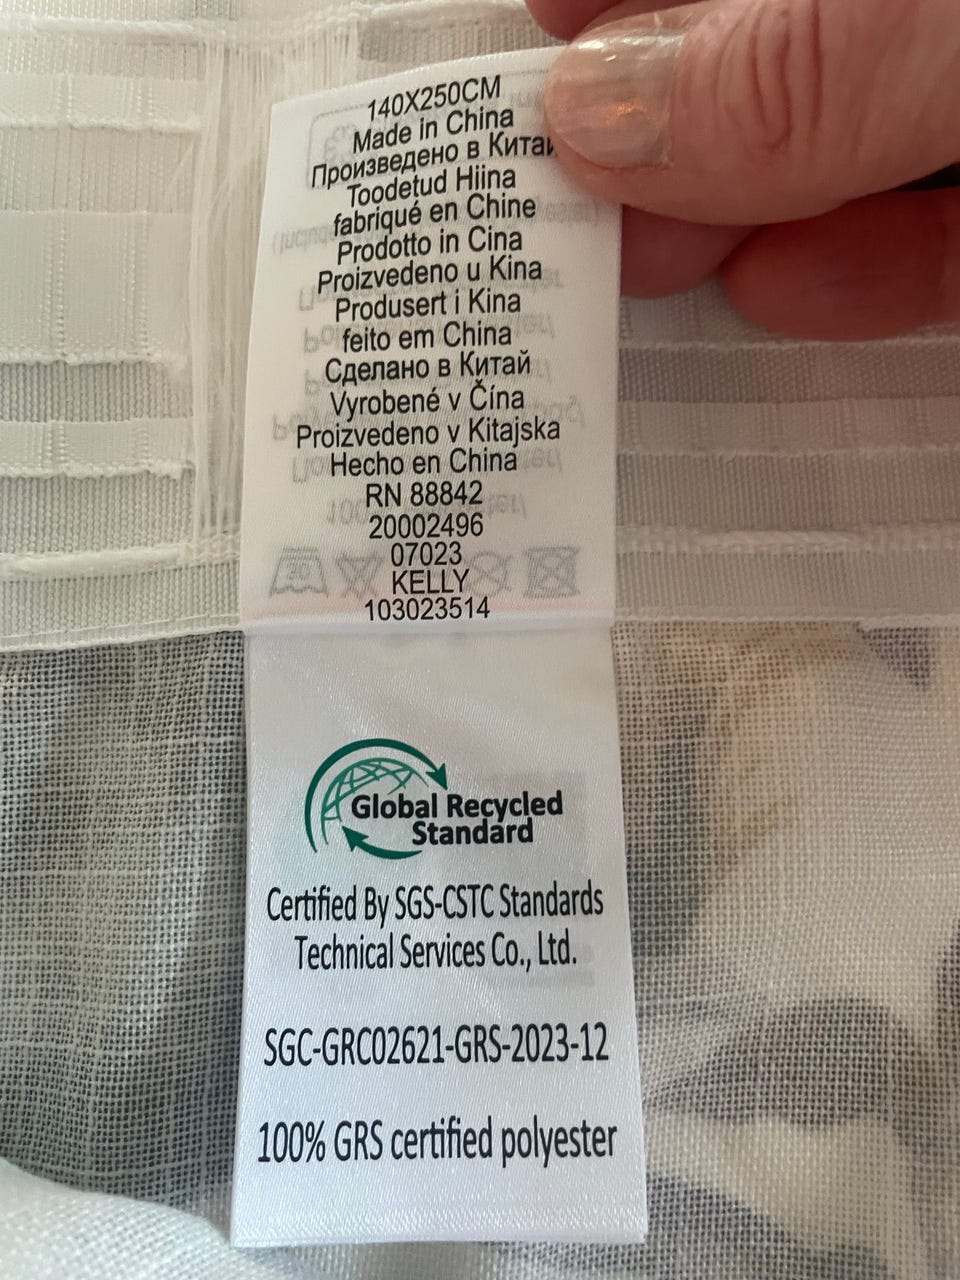 140X250CM
Made in China
Произведено в Китай
Toodetud Hiina
fabriqué en Chine
Prodotto in Cina
Proizvedeno u Kina
Produsert i Kina
feito em China
Сделано в Китай
Vyrobené v Čína
Proizvedeno v Kitajska
Hecho en China
RN 88842
20002496
07023
KELLY
103023514
Global Recycled
Standard
Certified By SGS-CSTC Standards
Technical Services Co., Ltd.
SGC-GRC02621-GRS-2023-12
100% GRS certified polyester